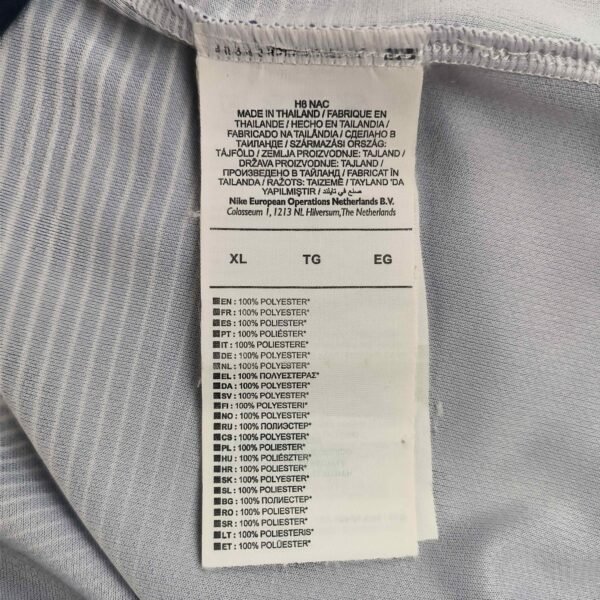 H8 NAC
MADE IN THAILAND / FABRIQUE EN
THAILANDE / HECHO EN TAILANDIA /
FABRICADO NA TAILÂNDIA / СДЕЛАНО В
ТАИЛАНДЕ / SZÁRMAZÁSI ORSZÁG:
TÁJFÖLD / ZEMLJA PROIZVODNJE: TAJLAND /
DRŽAVA PROIZVODNJE: TAJLAND /
ПРОИЗВЕДЕНО В ТАЙЛАНД / FABRICAT ÎN
TAILANDA / RAŽOTS: TAIZEMĒ / TAYLAND 'DA
YAPILMIŞTIR / صنع في تايلند
Nike European Operations Netherlands B.V.
Colosseum 1, 1213 NL Hilversum, The Netherlands
XL TG EG
EN : 100% POLYESTER*
FR : 100% POLYESTER*
ES : 100% POLIÉSTER*
PT : 100% POLIÉSTER*
IT : 100% POLIESTERE*
DE : 100% POLYESTER*
NL : 100% POLYESTER*
EL : 100% ΠΟΛΥΕΣΤΕΡΑΣ*
DA : 100% POLYESTER*
SV : 100% POLYESTER*
FI : 100% POLYESTERI*
NO : 100% POLYESTER*
RU : 100% ПОЛИЭСТЕР*
CS : 100% POLYESTER*
PL : 100% POLIESTER*
HU : 100% POLIÉSZTER*
HR : 100% POLIESTER*
SK : 100% POLYESTER*
SL : 100% POLIESTER*
BG : 100% ПОЛИЕСТЕР*
RO : 100% POLIESTER*
SR : 100% POLIESTER*
LT : 100% POLIESTERIS*
ET : 100% POLÜESTER*